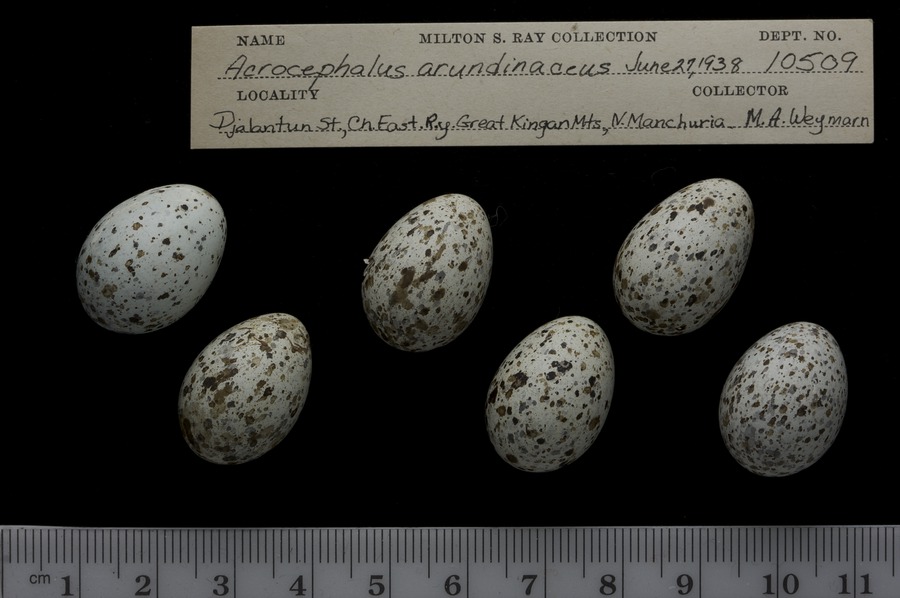 NAME MILTON S. RAY COLLECTION DEPT. NO.
Acrocephalus arundinaceus June 27, 1938 10509
LOCALITY COLLECTOR
Djalantun St., Ch. East. Ry. Great Kingan Mts., N. Manchuria M. A. Weymarn
cm 1 2 3 4 5 6 7 8 9 10 11